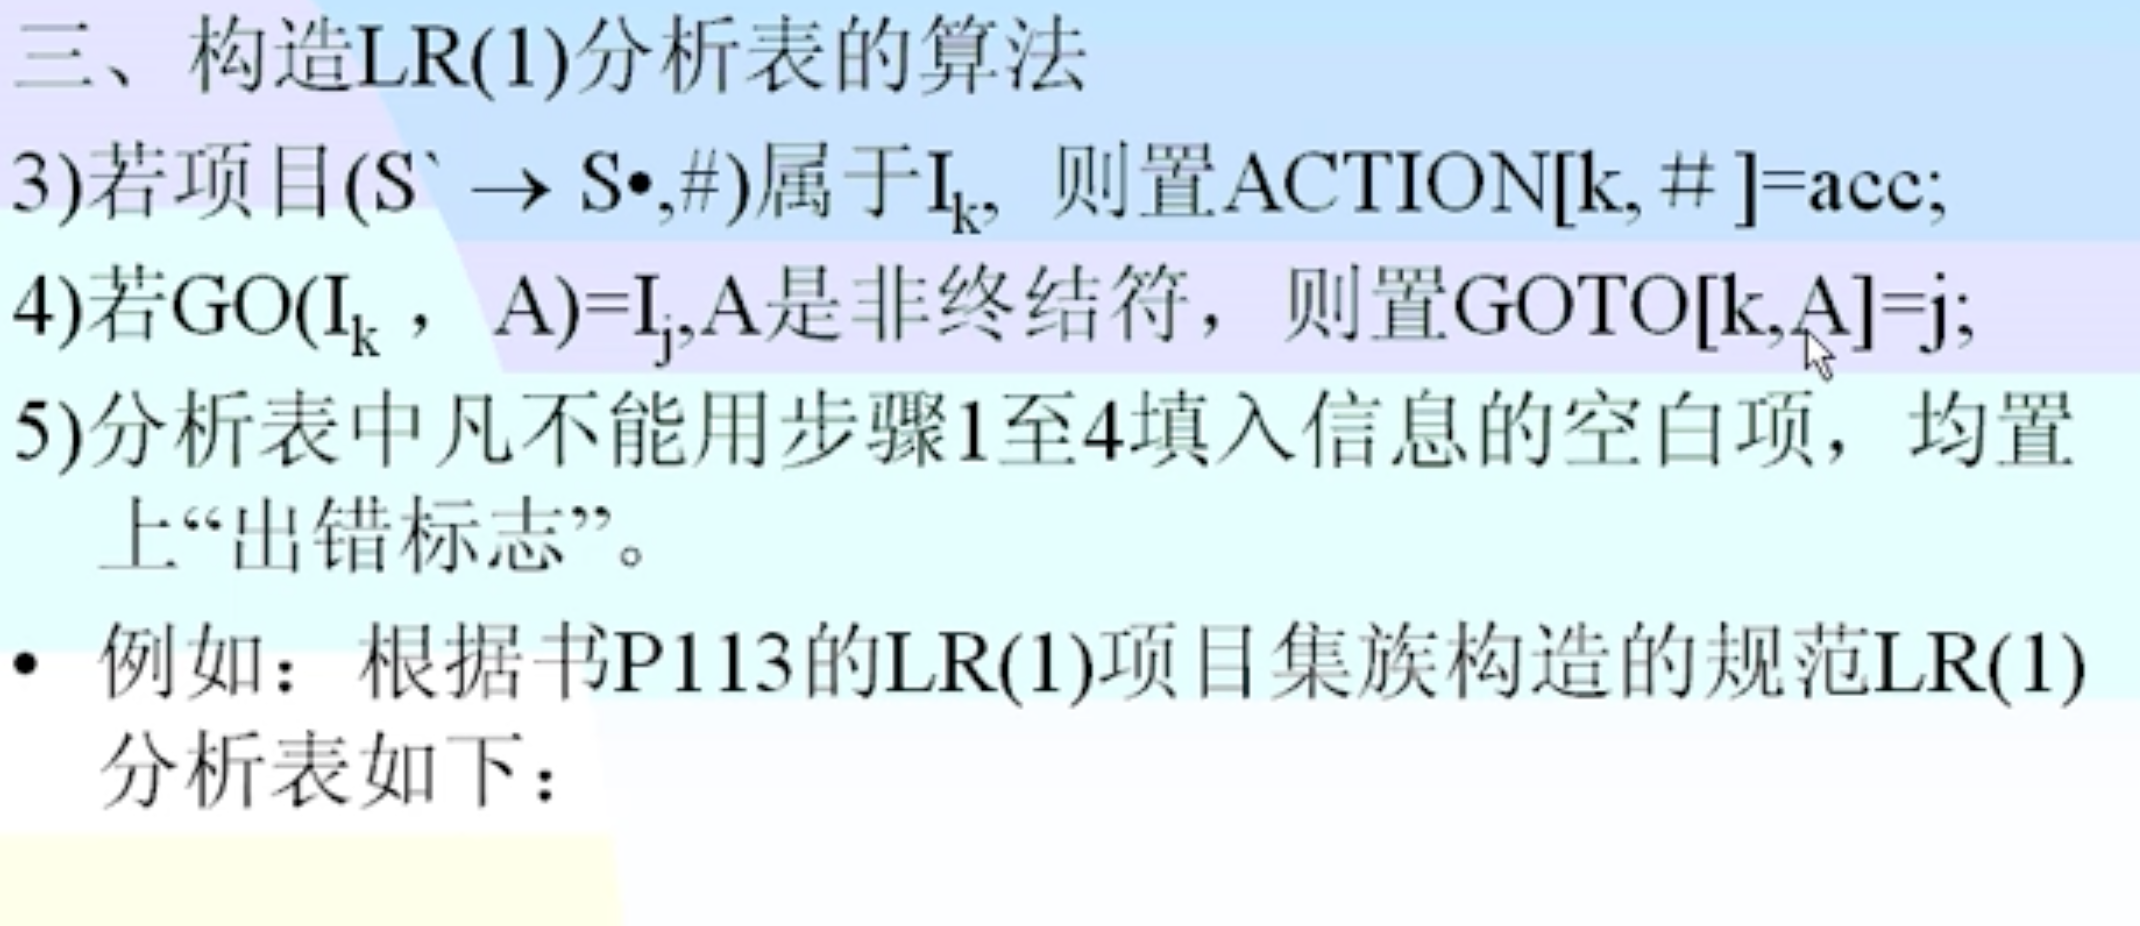 三、构造LR(1)分析表的算法
3)若项目(S` → S•,#)属于Ik, 则置ACTION[k,＃]=acc;
4)若GO(Ik ， A)=Ij,A是非终结符，则置GOTO[k,A]=j;
5)分析表中凡不能用步骤1至4填入信息的空白项，均置
上“出错标志”。
• 例如：根据书P113的LR(1)项目集族构造的规范LR(1)
分析表如下：